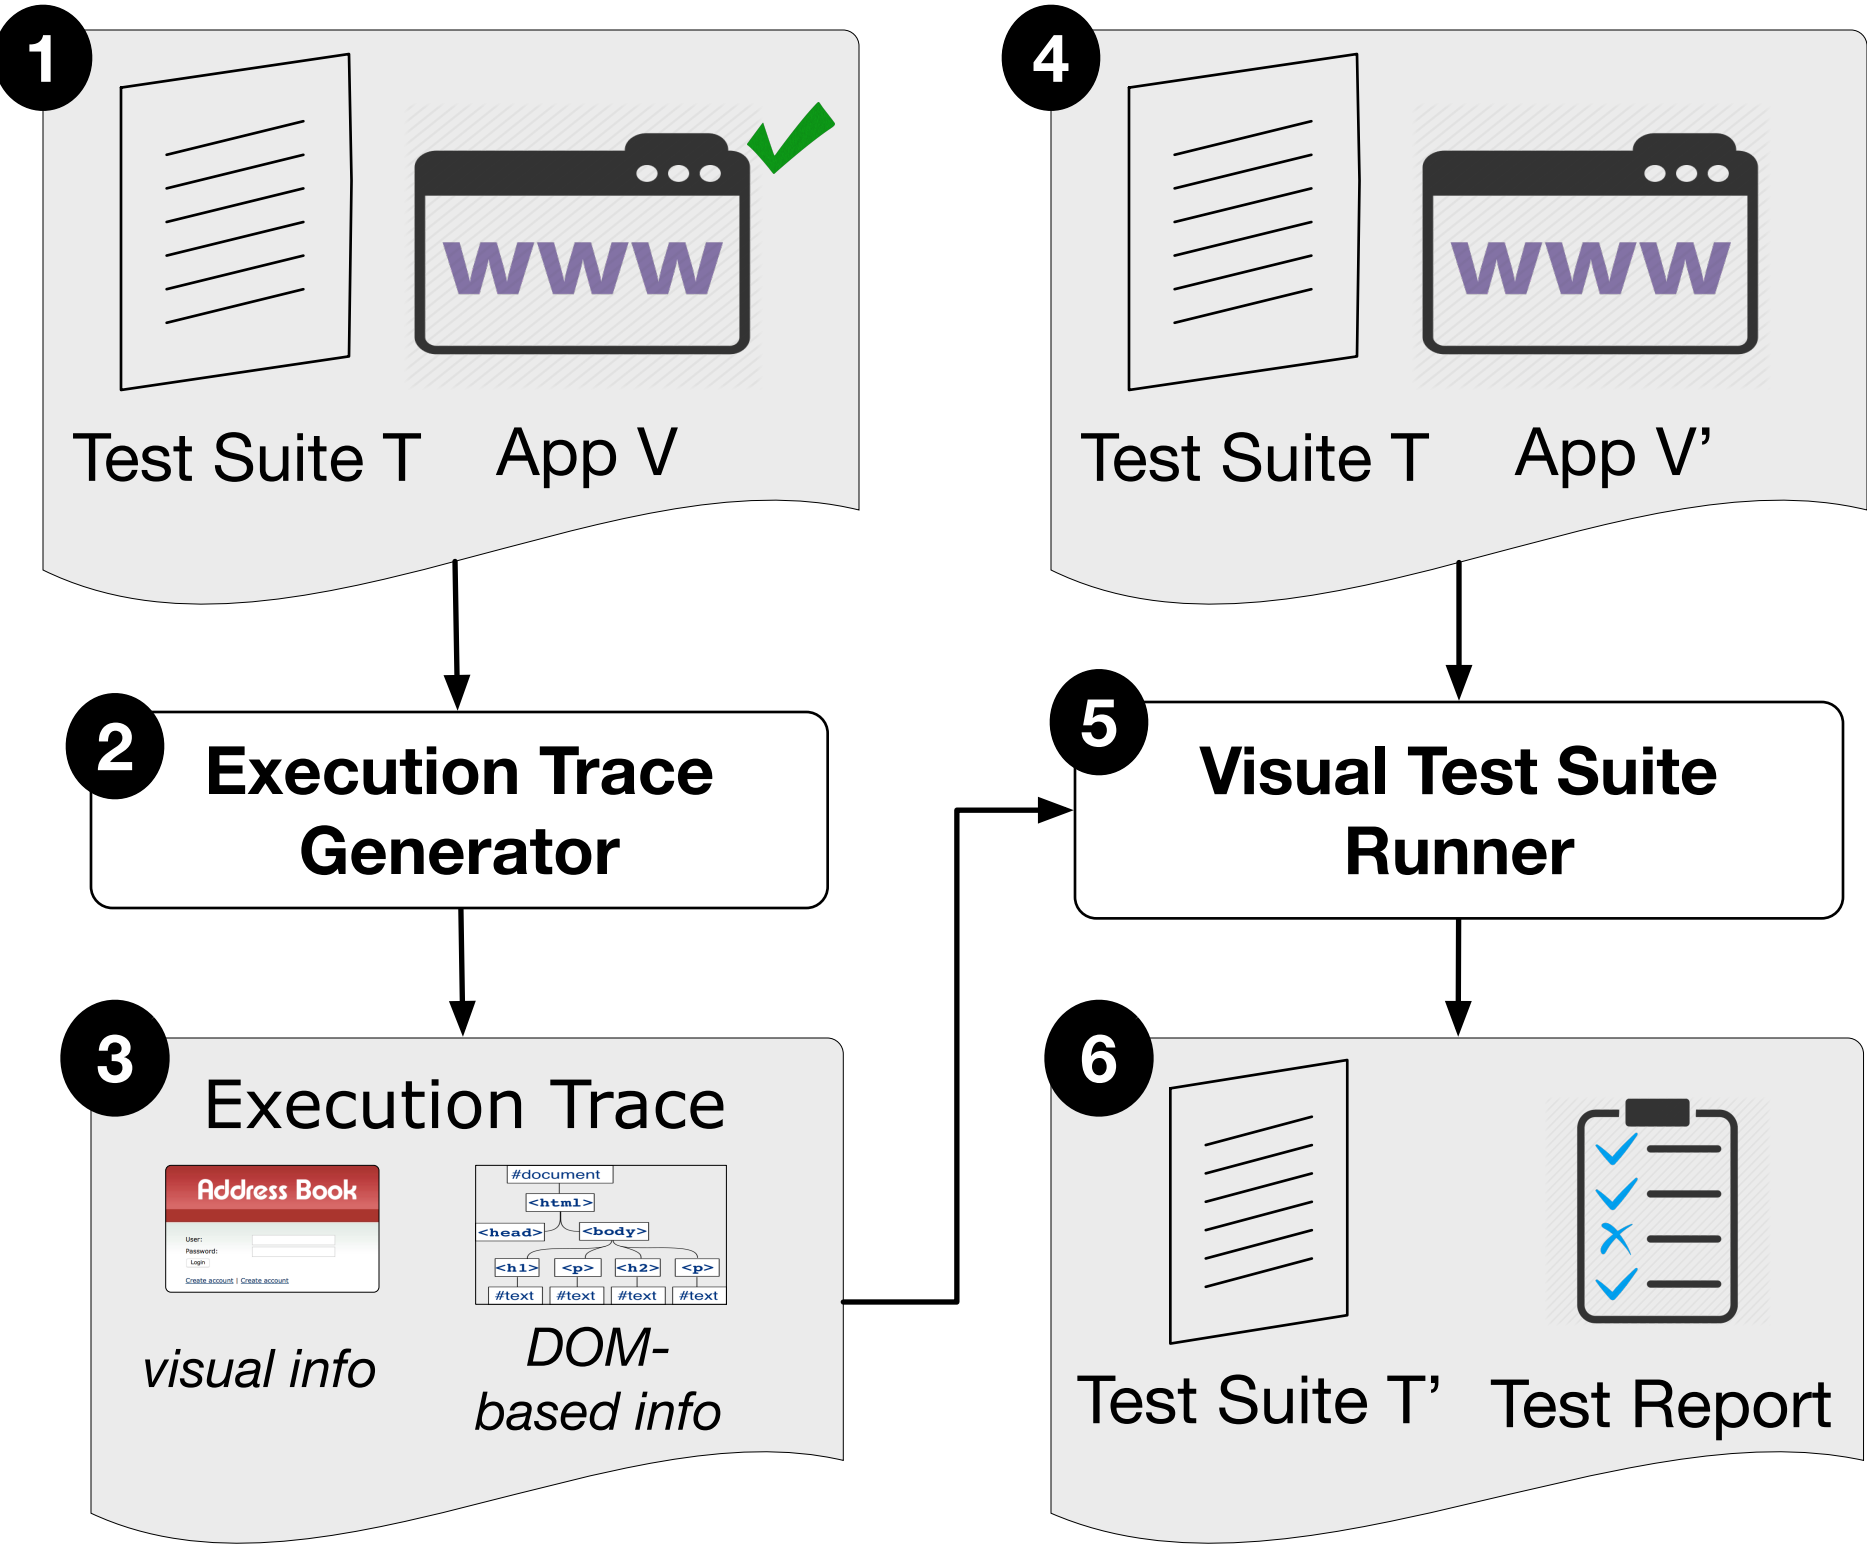 1
www
Test Suite T
App V
2
Execution Trace
Generator
3
Execution Trace
Address Book
User:
Password:
Login
Create account | Create account
#document
<html>
<head>
<body>
<h1>
<p>
<h2>
<p>
#text
#text
#text
#text
visual info
DOM-
based info
4
www
Test Suite T
App V’
5
Visual Test Suite
Runner
6
Test Suite T’
Test Report